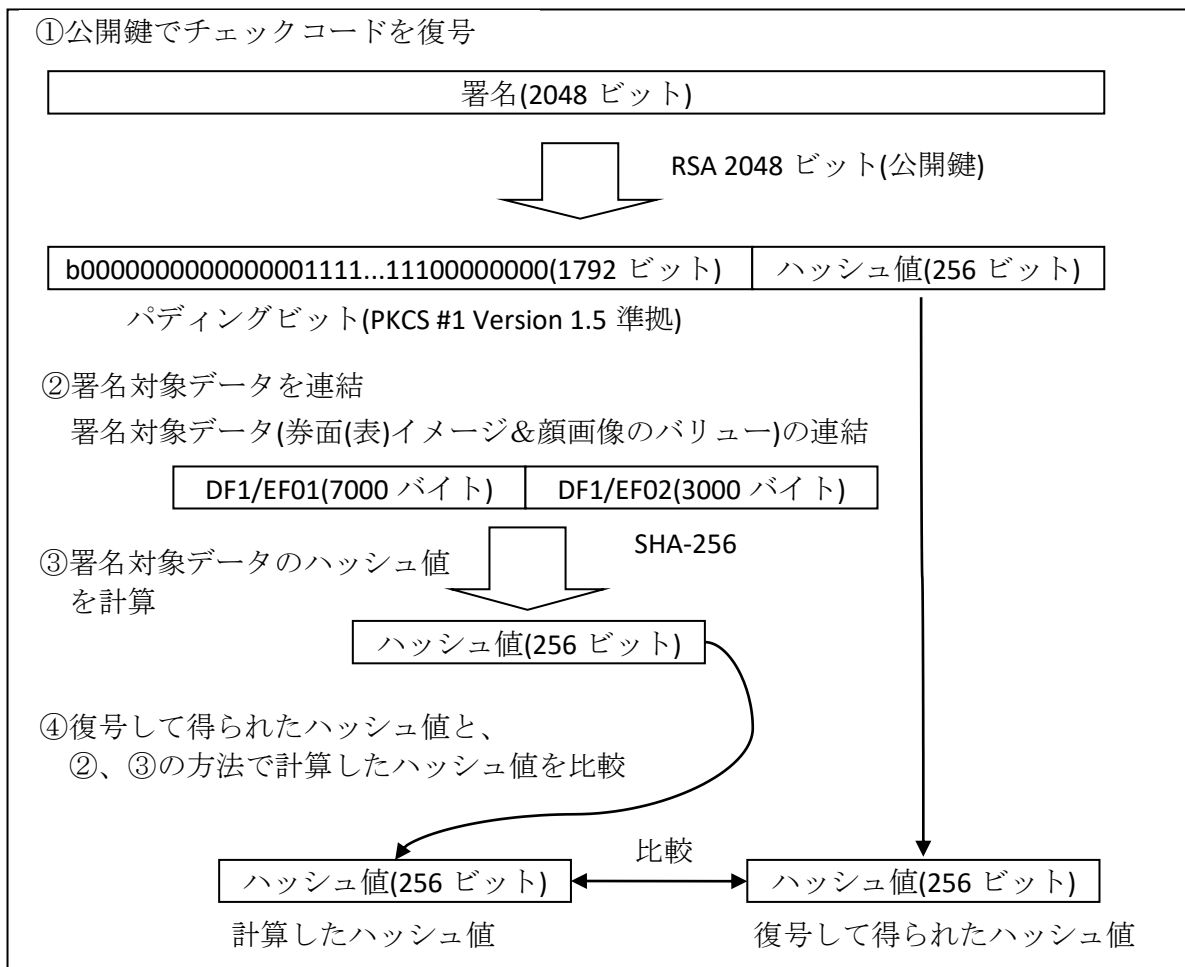 ①公開鍵でチェックコードを復号
署名(2048 ビット)
RSA 2048 ビット(公開鍵)
b00000000000000001111...11100000000(1792 ビット)
ハッシュ値(256 ビット)
パディングビット(PKCS #1 Version 1.5 準拠)
②署名対象データを連結
署名対象データ(券面(表)イメージ&顔画像のバリュー)の連結
DF1/EF01(7000 バイト)
DF1/EF02(3000 バイト)
SHA-256
③署名対象データのハッシュ値
を計算
ハッシュ値(256 ビット)
④復号して得られたハッシュ値と、
②、③の方法で計算したハッシュ値を比較
比較
ハッシュ値(256 ビット)
ハッシュ値(256 ビット)
計算したハッシュ値
復号して得られたハッシュ値